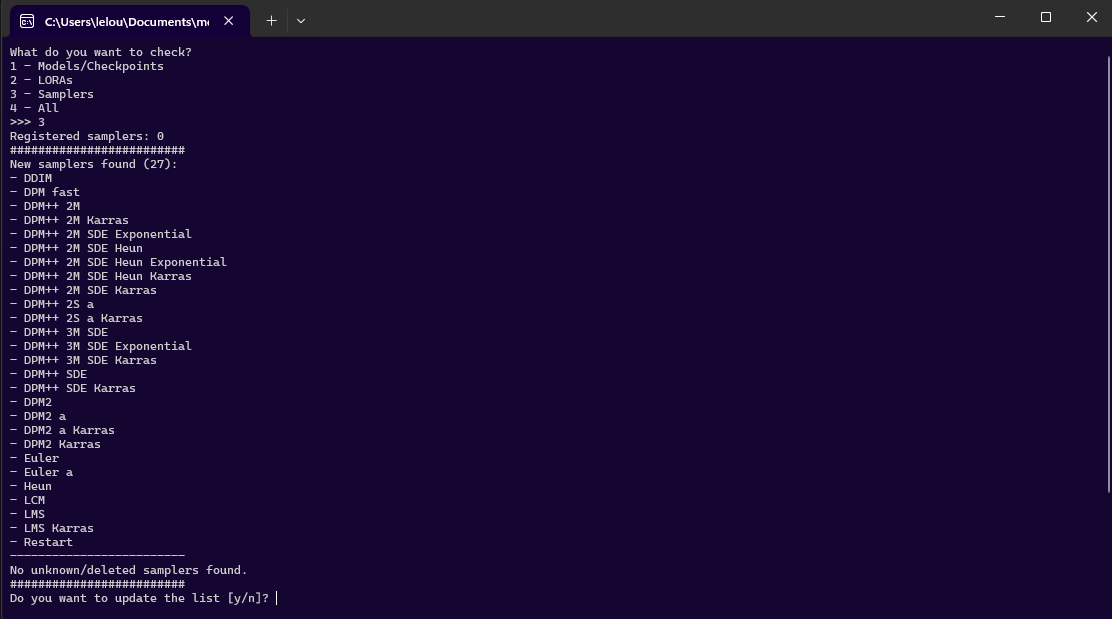 C:\Users\lelou\Documents\m
What do you want to check?
1 - Models/Checkpoints
2 - LORAs
3 - Samplers
4 - All
>>> 3
Registered samplers: 0
#########################
New samplers found (27):
- DDIM
- DPM fast
- DPM++ 2M
- DPM++ 2M Karras
- DPM++ 2M SDE Exponential
- DPM++ 2M SDE Heun
- DPM++ 2M SDE Heun Exponential
- DPM++ 2M SDE Heun Karras
- DPM++ 2M SDE Karras
- DPM++ 2S a
- DPM++ 2S a Karras
- DPM++ 3M SDE
- DPM++ 3M SDE Exponential
- DPM++ 3M SDE Karras
- DPM++ SDE
- DPM++ SDE Karras
- DPM2
- DPM2 a
- DPM2 a Karras
- DPM2 Karras
- Euler
- Euler a
- Heun
- LCM
- LMS
- LMS Karras
- Restart
-------------------------
No unknown/deleted samplers found.
#########################
Do you want to update the list [y/n]?